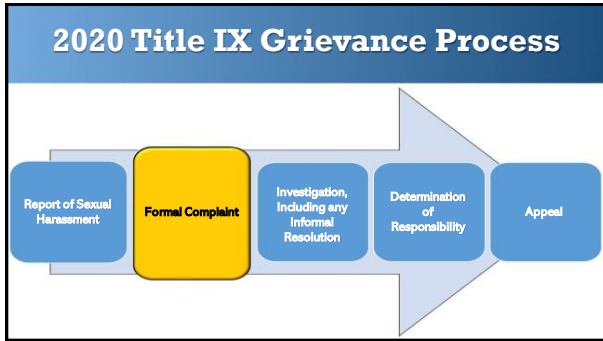 2020 Title IX Grievance Process
Report of Sexual
Harassment
Formal Complaint
Investigation,
Including any
Informal
Resolution
Determination
of
Responsibility
Appeal